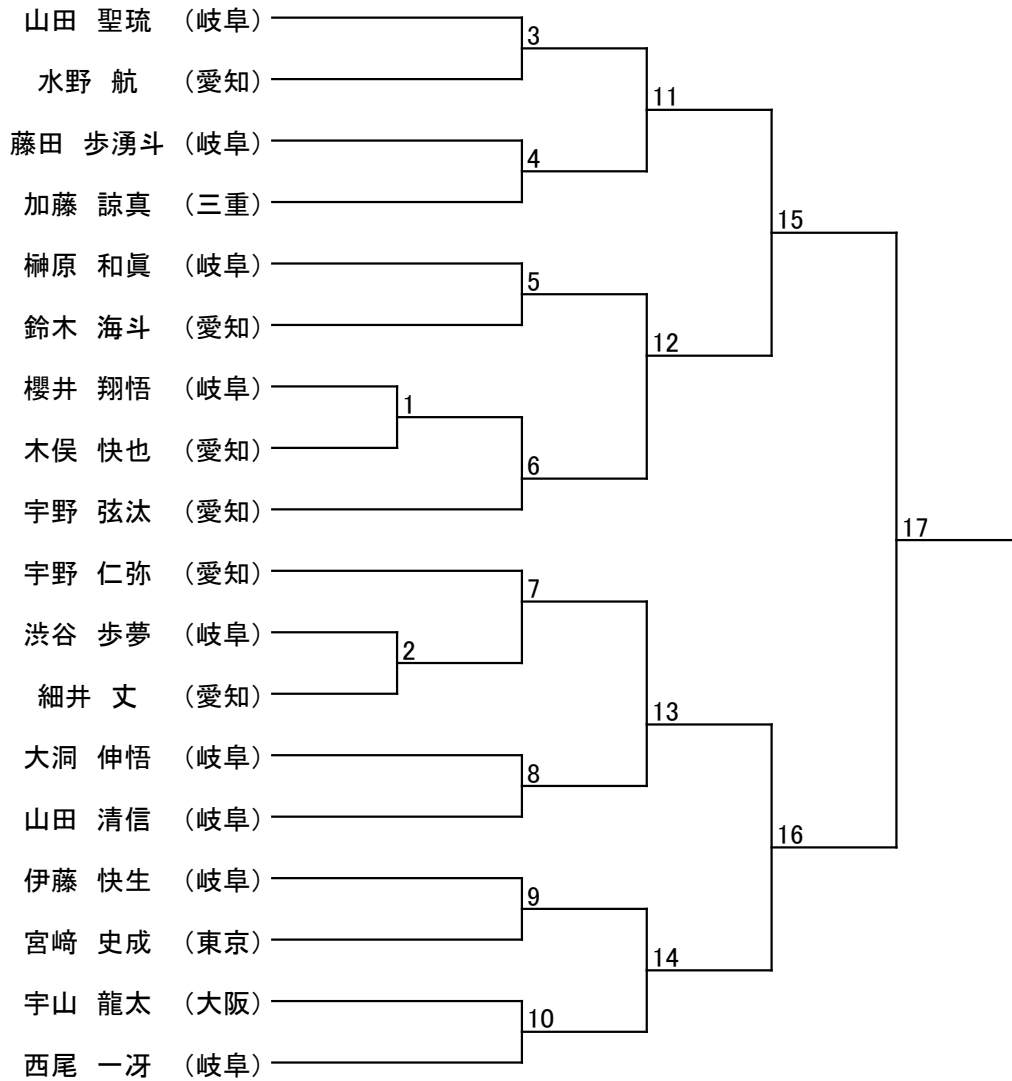 山田 聖琉 （岐阜）
3
水野 航 （愛知）
11
藤田 歩湧斗 （岐阜）
4
加藤 諒真 （三重）
15
榊原 和眞 （岐阜）
5
鈴木 海斗 （愛知）
12
櫻井 翔悟 （岐阜）
1
木俣 快也 （愛知）
6
宇野 弦汰 （愛知）
17
宇野 仁弥 （愛知）
7
渋谷 歩夢 （岐阜）
2
細井 丈 （愛知）
13
大洞 伸悟 （岐阜）
8
山田 清信 （岐阜）
16
伊藤 快生 （岐阜）
9
宮﨑 史成 （東京）
14
宇山 龍太 （大阪）
10
西尾 一冴 （岐阜）